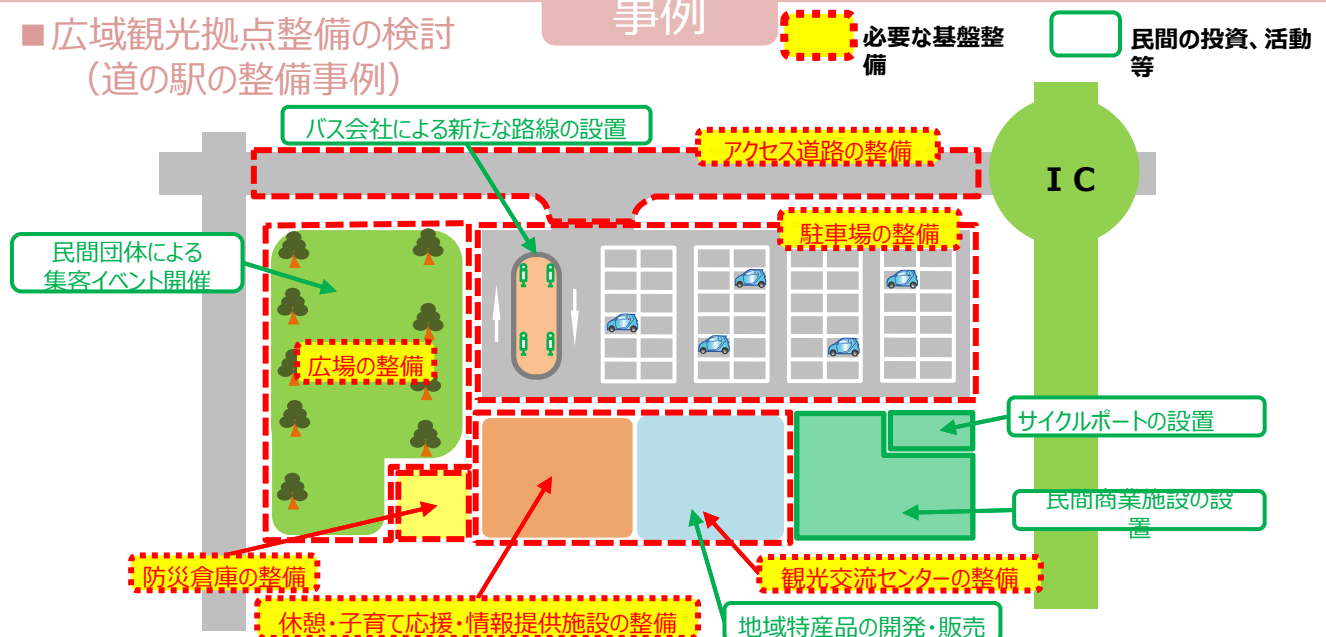 事例
■広域観光拠点整備の検討
（道の駅の整備事例）
必要な基盤整
備
民間の投資、活動
等
バス会社による新たな路線の設置
アクセス道路の整備
ＩＣ
駐車場の整備
民間団体による
集客イベント開催
広場の整備
サイクルポートの設置
民間商業施設の設
置
防災倉庫の整備
観光交流センターの整備
休憩・子育て応援・情報提供施設の整備
地域特産品の開発・販売